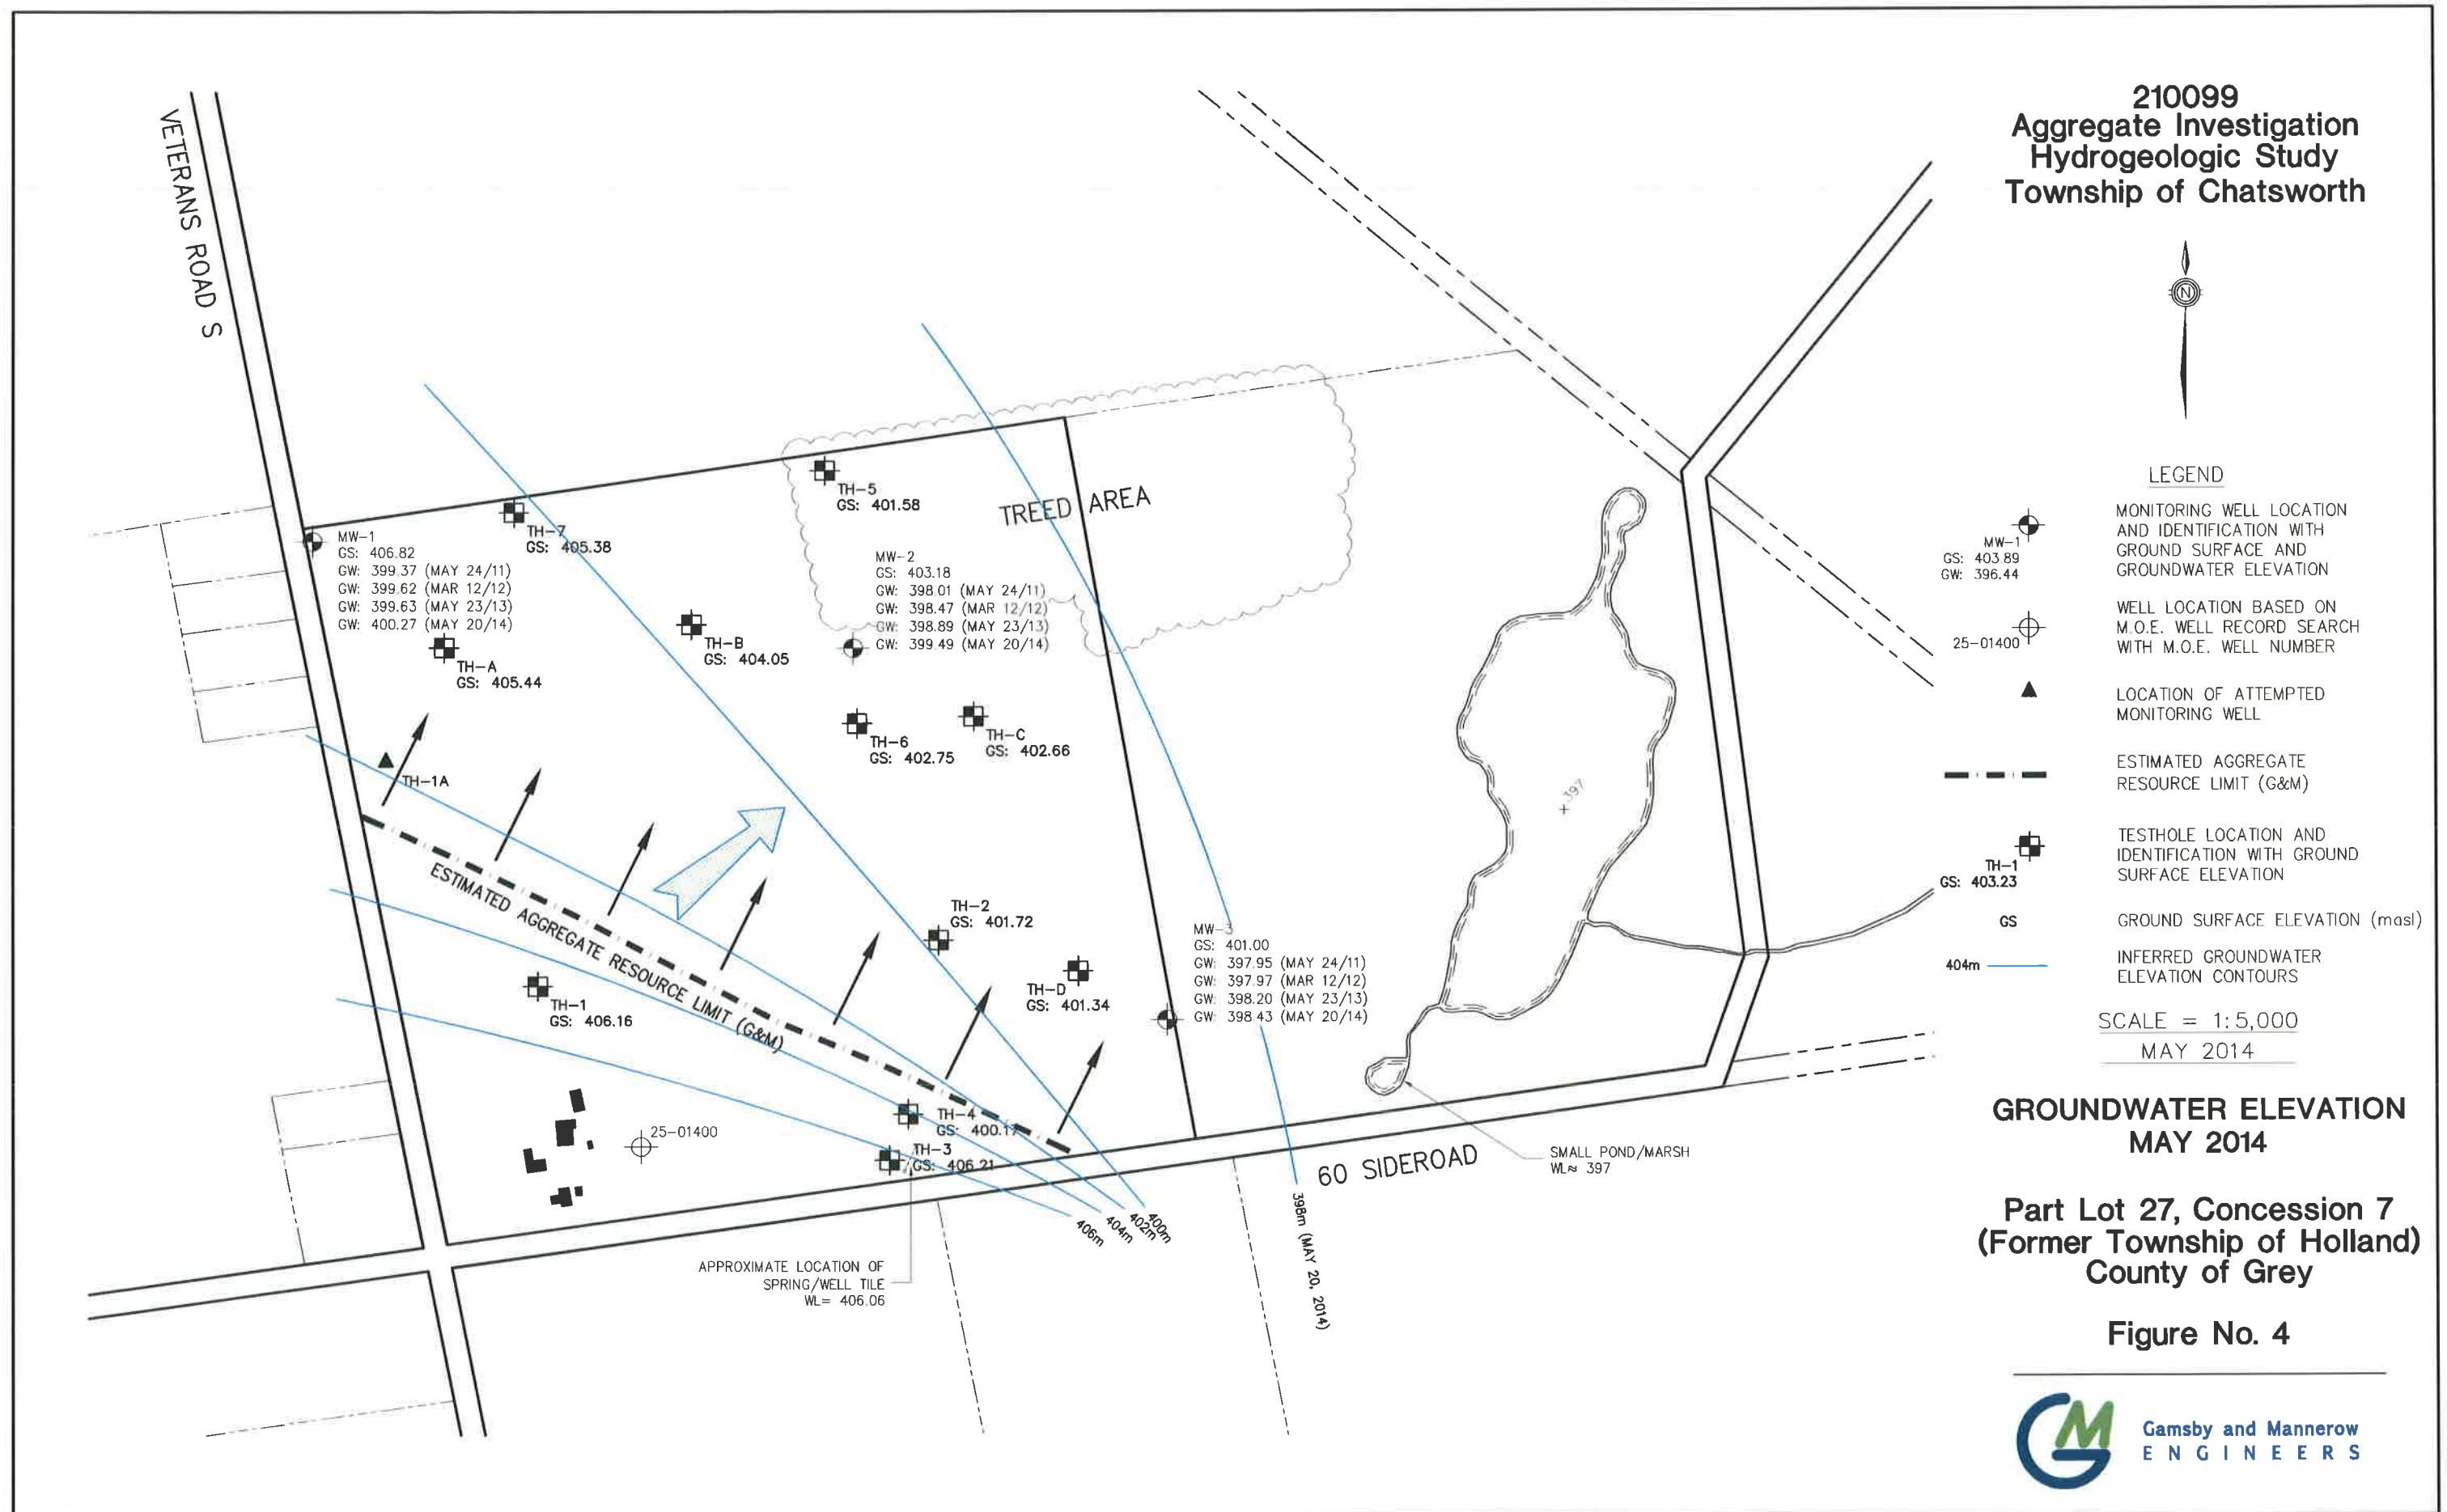 VETERANS ROAD S
210099
Aggregate Investigation
Hydrogeologic Study
Township of Chatsworth
N
LEGEND
MW-1
GS: 403.89
GW: 396.44
MONITORING WELL LOCATION
AND IDENTIFICATION WITH
GROUND SURFACE AND
GROUNDWATER ELEVATION
25-01400
WELL LOCATION BASED ON
M.O.E. WELL RECORD SEARCH
WITH M.O.E. WELL NUMBER
LOCATION OF ATTEMPTED
MONITORING WELL
ESTIMATED AGGREGATE
RESOURCE LIMIT (G&M)
TH-1
GS: 403.23
TESTHOLE LOCATION AND
IDENTIFICATION WITH GROUND
SURFACE ELEVATION
GS
GROUND SURFACE ELEVATION (masl)
404m
INFERRED GROUNDWATER
ELEVATION CONTOURS
SCALE = 1:5,000
MAY 2014
GROUNDWATER ELEVATION
MAY 2014
Part Lot 27, Concession 7
(Former Township of Holland)
County of Grey
Figure No. 4
GM
Gamsby and Mannerow
ENGINEERS
TH-5
GS: 401.58
TREED AREA
TH-7
GS: 405.38
MW-1
GS: 406.82
GW: 399.37 (MAY 24/11)
GW: 399.62 (MAR 12/12)
GW: 399.63 (MAY 23/13)
GW: 400.27 (MAY 20/14)
MW-2
GS: 403.18
GW: 398.01 (MAY 24/11)
GW: 398.47 (MAR 12/12)
GW: 398.89 (MAY 23/13)
GW: 399.49 (MAY 20/14)
TH-B
GS: 404.05
TH-A
GS: 405.44
TH-6
GS: 402.75
TH-C
GS: 402.66
TH-1A
397
ESTIMATED AGGREGATE RESOURCE LIMIT (G&M)
TH-2
GS: 401.72
MW-3
GS: 401.00
GW: 397.95 (MAY 24/11)
GW: 397.97 (MAR 12/12)
GW: 398.20 (MAY 23/13)
GW: 398.43 (MAY 20/14)
TH-D
GS: 401.34
TH-1
GS: 406.16
TH-4
GS: 400.17
25-01400
TH-3
GS: 406.21
60 SIDEROAD
SMALL POND/MARSH
WL≈ 397
406m
404m
402m
400m
398m (MAY 20, 2014)
APPROXIMATE LOCATION OF
SPRING/WELL TILE
WL= 406.06